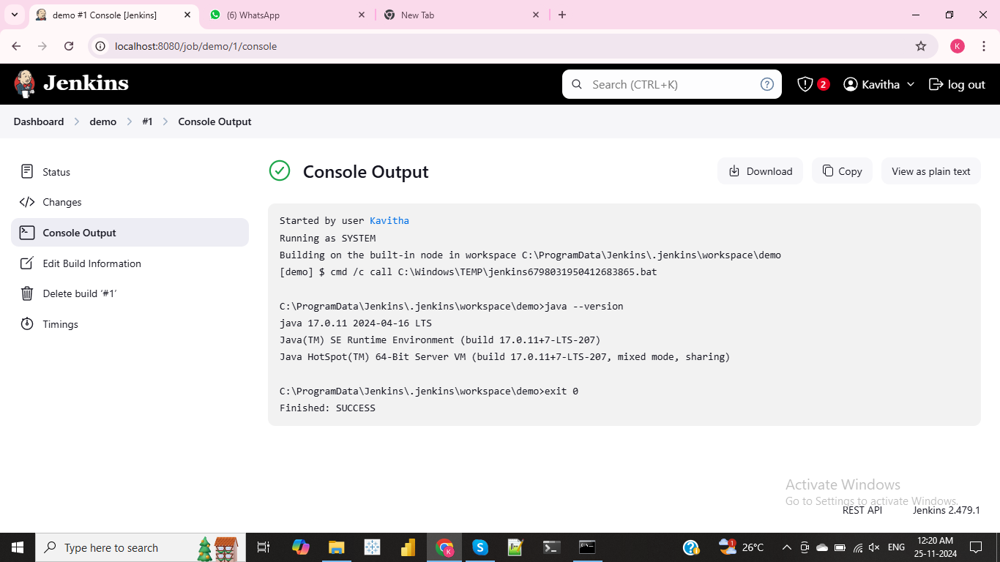 demo #1 Console [Jenkins]
(6) WhatsApp
New Tab
localhost:8080/job/demo/1/console
K
Jenkins
Search (CTRL+K)
?
2
Kavitha
log out
Dashboard
demo
#1
Console Output
Status
Changes
Console Output
Edit Build Information
Delete build ‘#1’
Timings
Console Output
Download
Copy
View as plain text
Started by user Kavitha
Running as SYSTEM
Building on the built-in node in workspace C:\ProgramData\Jenkins\.jenkins\workspace\demo
[demo] $ cmd /c call C:\Windows\TEMP\jenkins6798031950412683865.bat
C:\ProgramData\Jenkins\.jenkins\workspace\demo>java --version
java 17.0.11 2024-04-16 LTS
Java(TM) SE Runtime Environment (build 17.0.11+7-LTS-207)
Java HotSpot(TM) 64-Bit Server VM (build 17.0.11+7-LTS-207, mixed mode, sharing)
C:\ProgramData\Jenkins\.jenkins\workspace\demo>exit 0
Finished: SUCCESS
Activate Windows
Go to Settings to activate Windows.
REST API
Jenkins 2.479.1
Type here to search
K
1
26°C
ENG
12:20 AM
25-11-2024